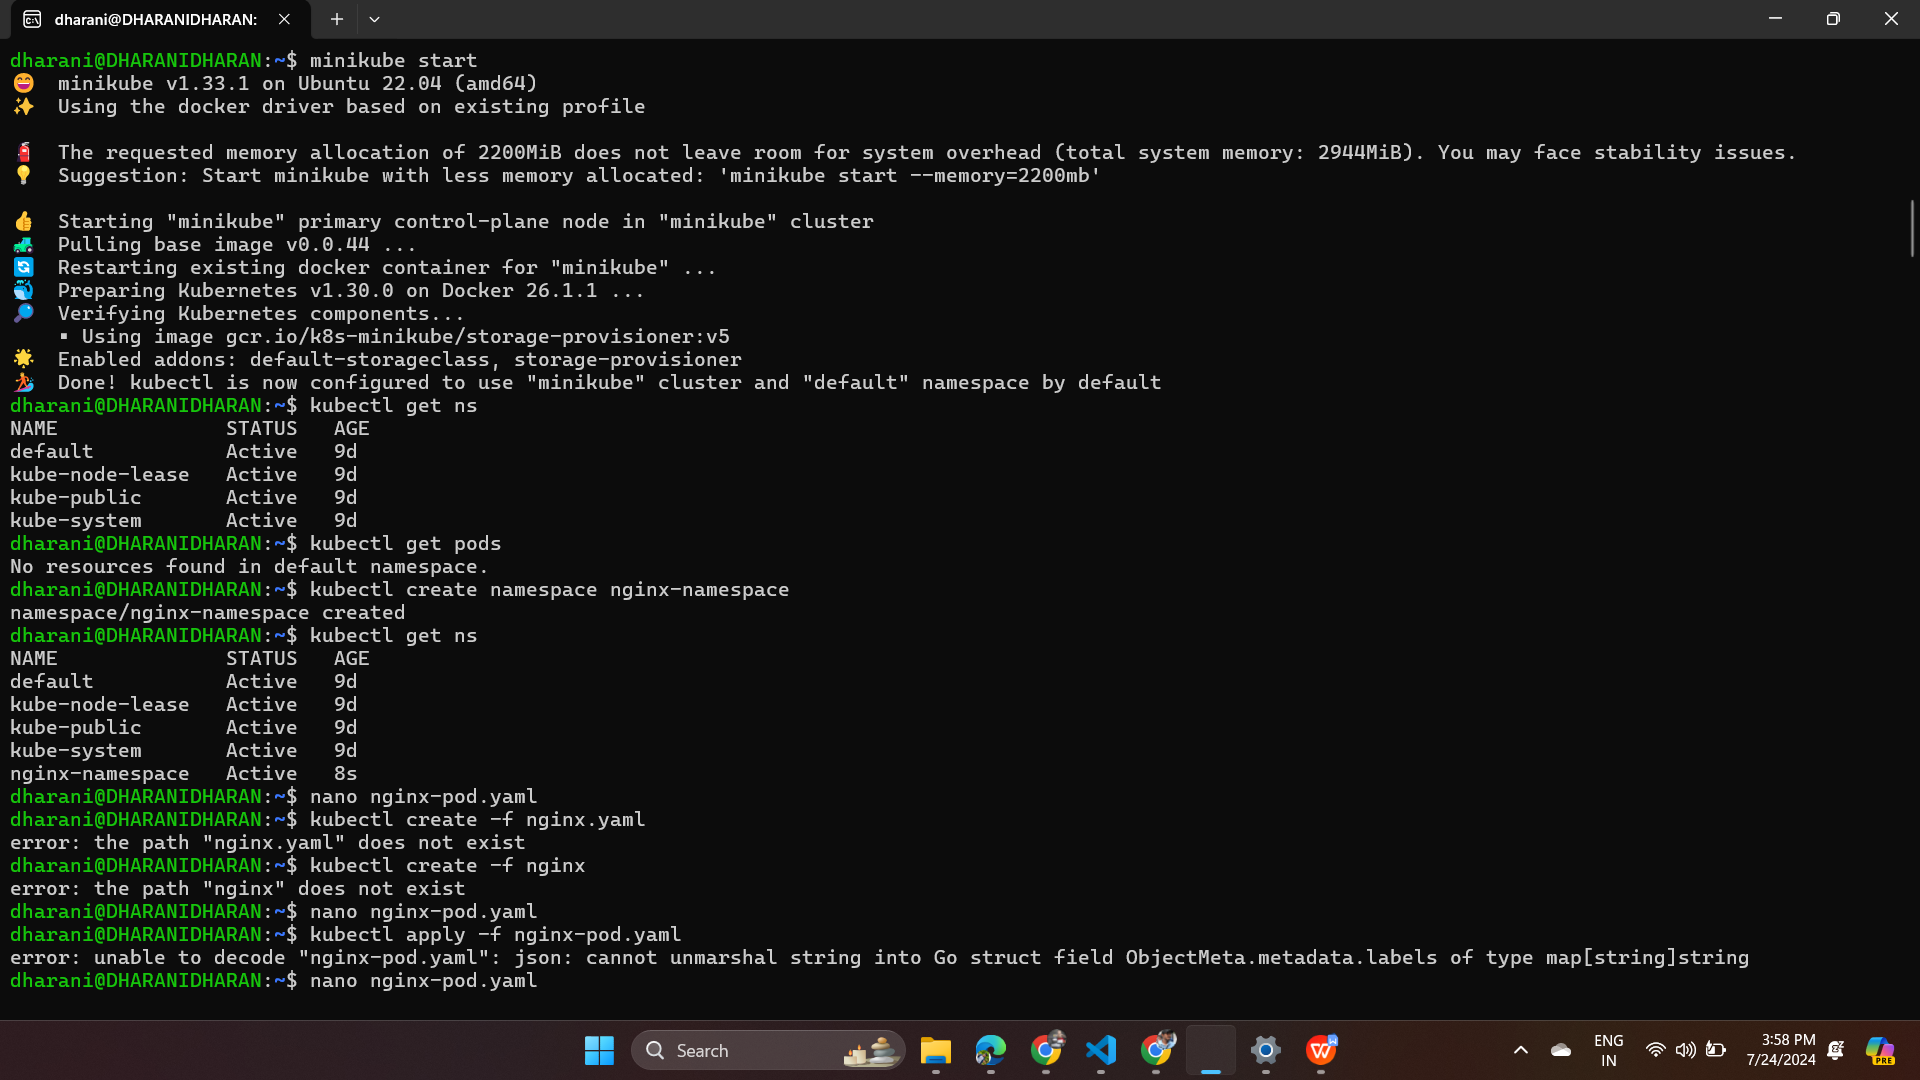 dharani@DHARANIDHARAN:
dharani@DHARANIDHARAN:~$ minikube start
minikube v1.33.1 on Ubuntu 22.04 (amd64)
Using the docker driver based on existing profile
The requested memory allocation of 2200MiB does not leave room for system overhead (total system memory: 2944MiB). You may face stability issues.
Suggestion: Start minikube with less memory allocated: 'minikube start --memory=2200mb'
Starting "minikube" primary control-plane node in "minikube" cluster
Pulling base image v0.0.44 ...
Restarting existing docker container for "minikube" ...
Preparing Kubernetes v1.30.0 on Docker 26.1.1 ...
Verifying Kubernetes components...
▪ Using image gcr.io/k8s-minikube/storage-provisioner:v5
Enabled addons: default-storageclass, storage-provisioner
Done! kubectl is now configured to use "minikube" cluster and "default" namespace by default
dharani@DHARANIDHARAN:~$ kubectl get ns
NAME STATUS AGE
default Active 9d
kube-node-lease Active 9d
kube-public Active 9d
kube-system Active 9d
dharani@DHARANIDHARAN:~$ kubectl get pods
No resources found in default namespace.
dharani@DHARANIDHARAN:~$ kubectl create namespace nginx-namespace
namespace/nginx-namespace created
dharani@DHARANIDHARAN:~$ kubectl get ns
NAME STATUS AGE
default Active 9d
kube-node-lease Active 9d
kube-public Active 9d
kube-system Active 9d
nginx-namespace Active 8s
dharani@DHARANIDHARAN:~$ nano nginx-pod.yaml
dharani@DHARANIDHARAN:~$ kubectl create -f nginx.yaml
error: the path "nginx.yaml" does not exist
dharani@DHARANIDHARAN:~$ kubectl create -f nginx
error: the path "nginx" does not exist
dharani@DHARANIDHARAN:~$ nano nginx-pod.yaml
dharani@DHARANIDHARAN:~$ kubectl apply -f nginx-pod.yaml
error: unable to decode "nginx-pod.yaml": json: cannot unmarshal string into Go struct field ObjectMeta.metadata.labels of type map[string]string
dharani@DHARANIDHARAN:~$ nano nginx-pod.yaml
Search
ENG
IN
3:58 PM
7/24/2024
PRE